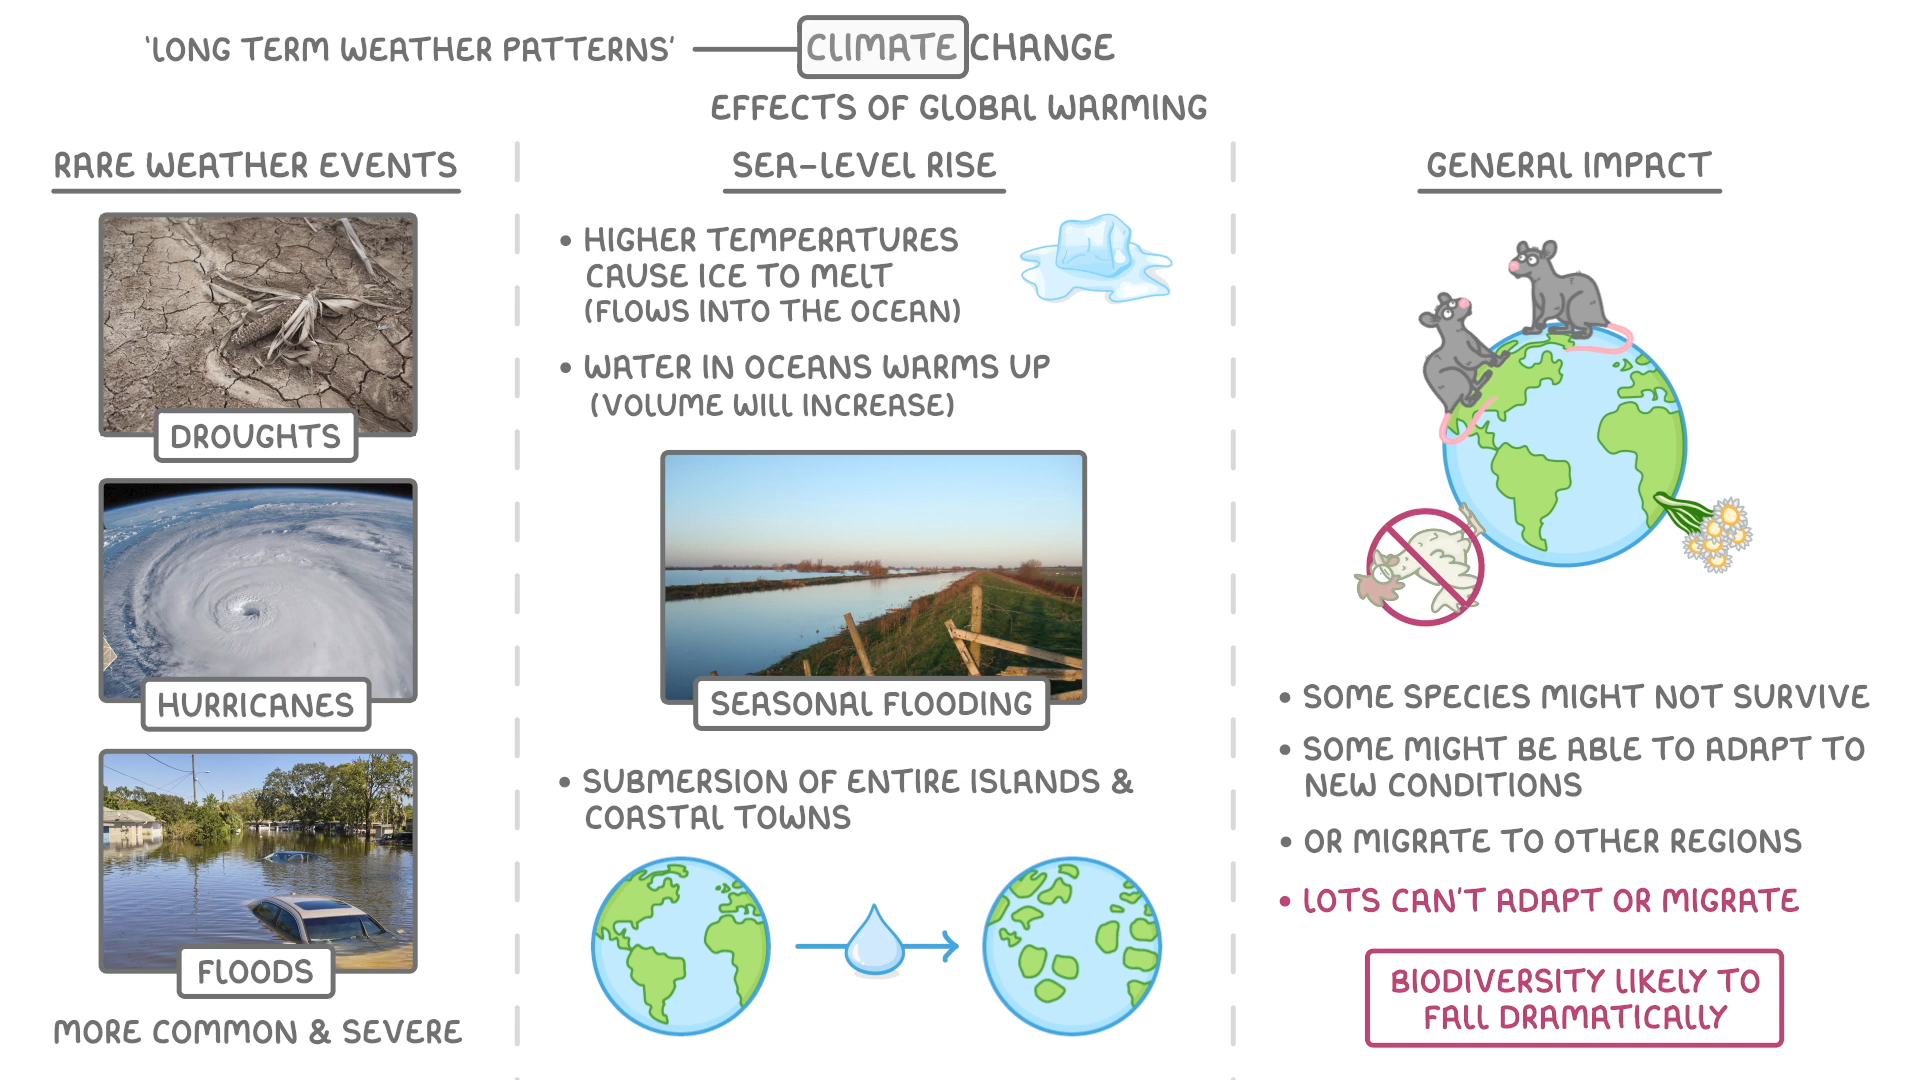 'LONG TERM WEATHER PATTERNS' CLIMATE CHANGE
EFFECTS OF GLOBAL WARMING
RARE WEATHER EVENTS
DROUGHTS
HURRICANES
FLOODS
MORE COMMON & SEVERE
SEA-LEVEL RISE
• HIGHER TEMPERATURES
CAUSE ICE TO MELT
(FLOWS INTO THE OCEAN)
• WATER IN OCEANS WARMS UP
(VOLUME WILL INCREASE)
SEASONAL FLOODING
• SUBMERSION OF ENTIRE ISLANDS &
COASTAL TOWNS
GENERAL IMPACT
• SOME SPECIES MIGHT NOT SURVIVE
• SOME MIGHT BE ABLE TO ADAPT TO
NEW CONDITIONS
• OR MIGRATE TO OTHER REGIONS
• LOTS CAN'T ADAPT OR MIGRATE
BIODIVERSITY LIKELY TO
FALL DRAMATICALLY